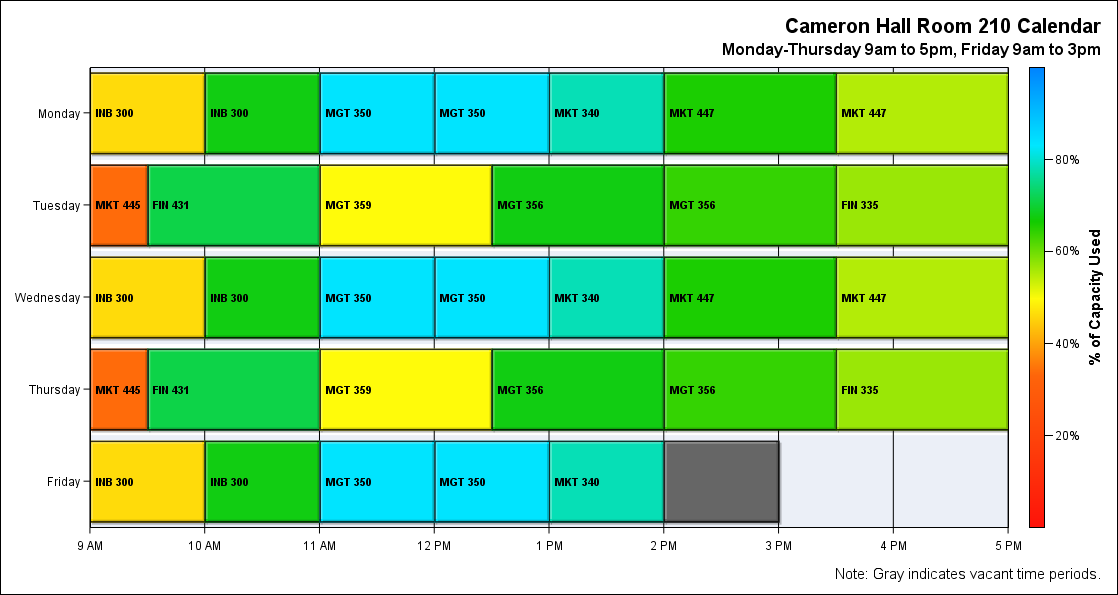 Cameron Hall Room 210 Calendar
Monday-Thursday 9am to 5pm, Friday 9am to 3pm
Monday
INB 300
INB 300
MGT 350
MGT 350
MKT 340
MKT 447
MKT 447
Tuesday
MKT 445
FIN 431
MGT 359
MGT 356
MGT 356
FIN 335
Wednesday
INB 300
INB 300
MGT 350
MGT 350
MKT 340
MKT 447
MKT 447
Thursday
MKT 445
FIN 431
MGT 359
MGT 356
MGT 356
FIN 335
Friday
INB 300
INB 300
MGT 350
MGT 350
MKT 340
9 AM
10 AM
11 AM
12 PM
1 PM
2 PM
3 PM
4 PM
5 PM
80%
60%
40%
20%
% of Capacity Used
Note: Gray indicates vacant time periods.